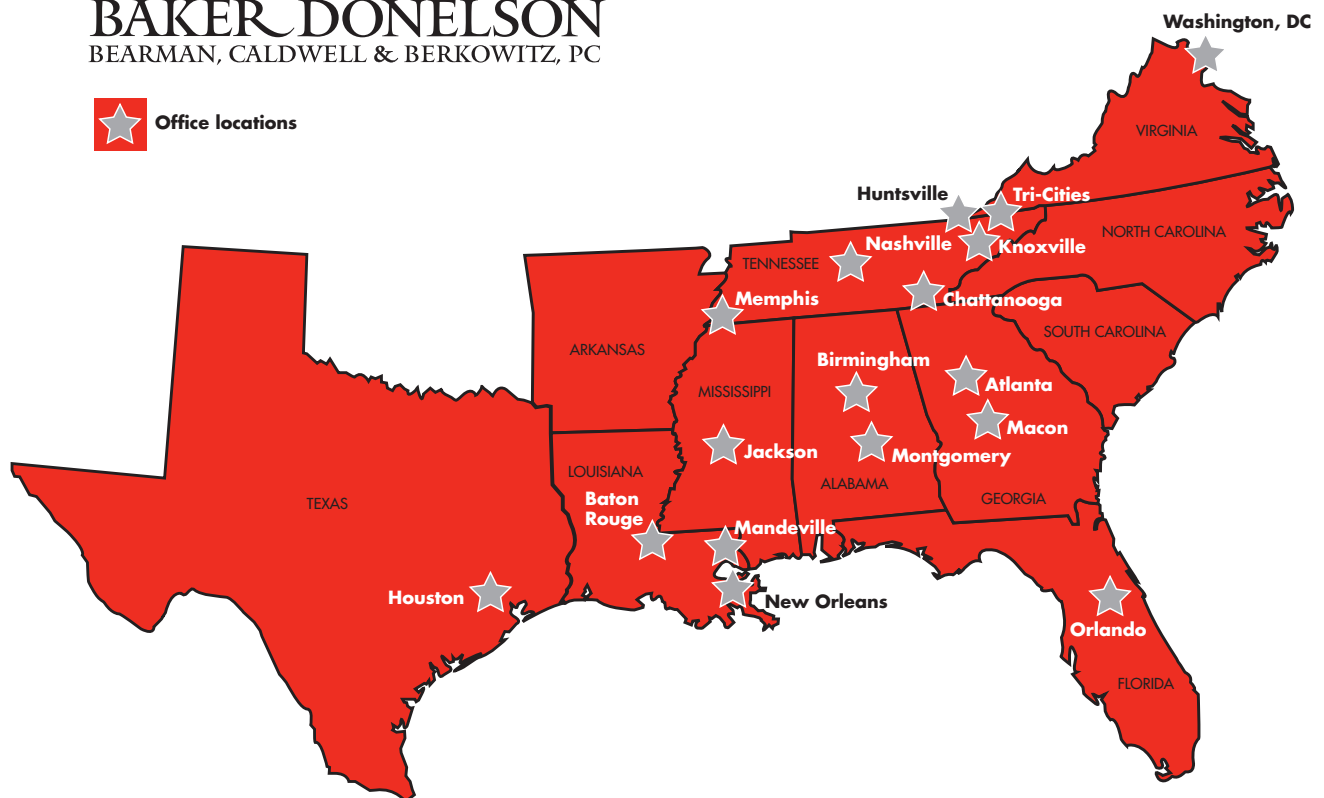 BAKER DONELSON
BEARMAN, CALDWELL & BERKOWITZ, PC
Office locations
Washington, DC
VIRGINIA
Huntsville
Tri-Cities
NORTH CAROLINA
Nashville
Knoxville
TENNESSEE
Memphis
Chattanooga
SOUTH CAROLINA
ARKANSAS
Birmingham
Atlanta
MISSISSIPPI
Macon
Jackson
Montgomery
LOUISIANA
ALABAMA
GEORGIA
TEXAS
Baton
Rouge
Mandeville
Houston
New Orleans
Orlando
FLORIDA